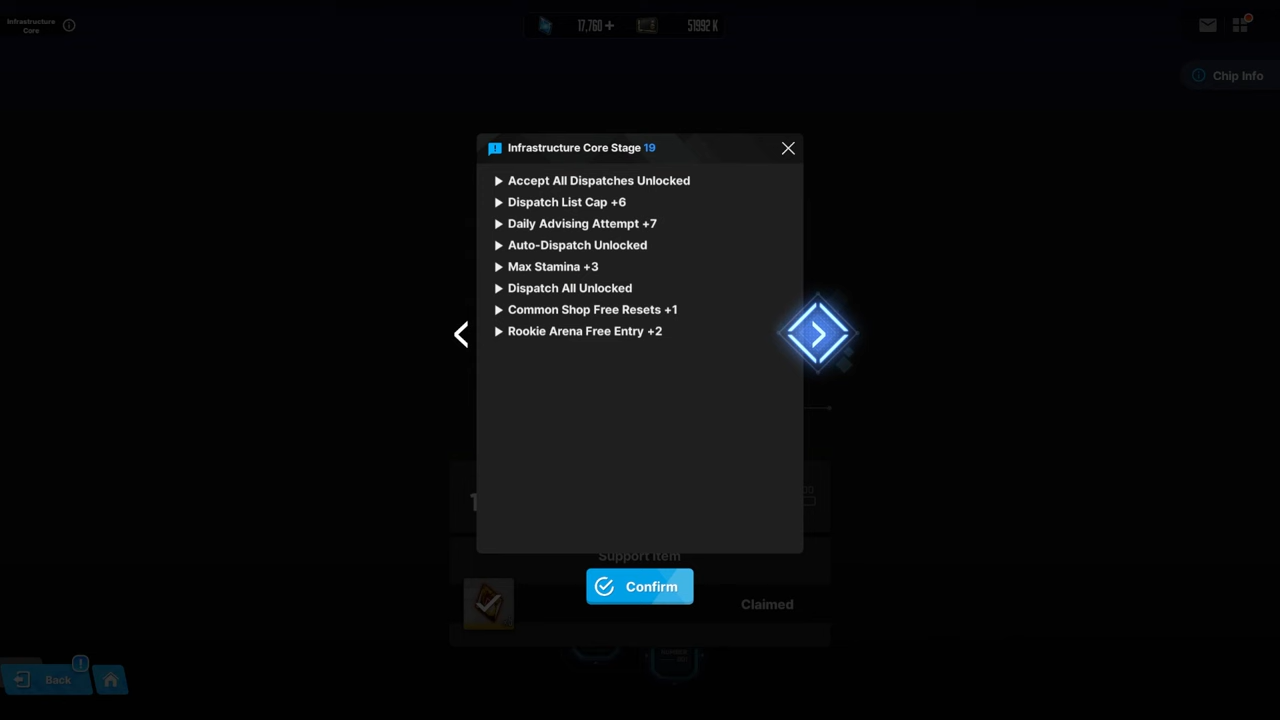 Infrastructure
Core
17,760 +
51992 K
Chip Info
Infrastructure Core Stage 19
Accept All Dispatches Unlocked
Dispatch List Cap +6
Daily Advising Attempt +7
Auto-Dispatch Unlocked
Max Stamina +3
Dispatch All Unlocked
Common Shop Free Resets +1
Rookie Arena Free Entry +2
Support Item
Confirm
Claimed
Back